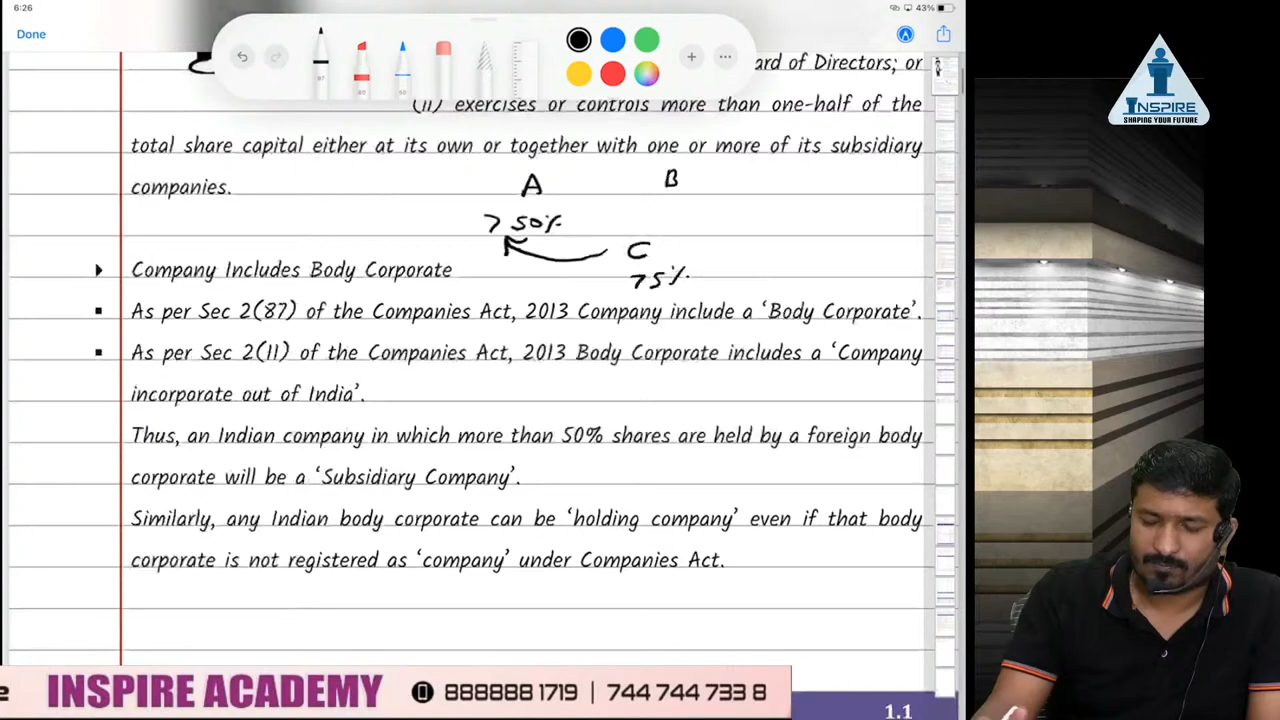 6:26
43%
Done
ard of Directors; or
(ii) exercises or controls more than one-half of the
total share capital either at its own or together with one or more of its subsidiary
companies.
A
B
> 50%
C
75%
Company Includes Body Corporate
As per Sec 2(87) of the Companies Act, 2013 Company include a ‘Body Corporate’.
As per Sec 2(11) of the Companies Act, 2013 Body Corporate includes a ‘Company
incorporate out of India’.
Thus, an Indian company in which more than 50% shares are held by a foreign body
corporate will be a ‘Subsidiary Company’.
Similarly, any Indian body corporate can be ‘holding company’ even if that body
corporate is not registered as ‘company’ under Companies Act.
INSPIRE
SHAPING YOUR FUTURE
e INSPIRE ACADEMY 888888 1719 | 744 744 733 8
1.1